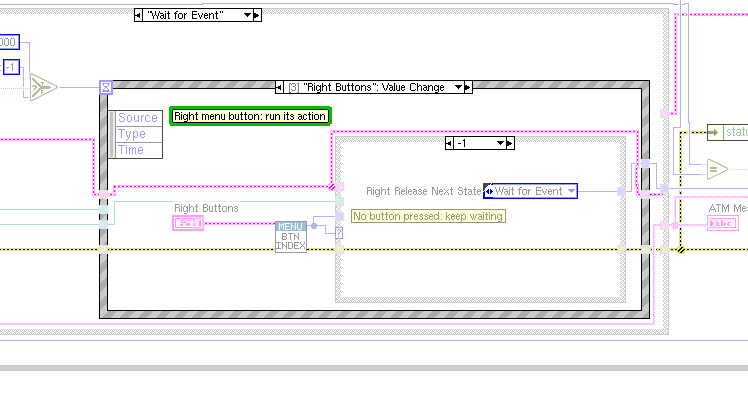 "Wait for Event"
000
-1
[3] "Right Buttons": Value Change
Source
Type
Time
Right menu button: run its action
-1
Right Release Next State
Wait for Event
Right Buttons
No button pressed: keep waiting
MENU
BTN
INDEX
?
statu
=
ATM Mes
abc